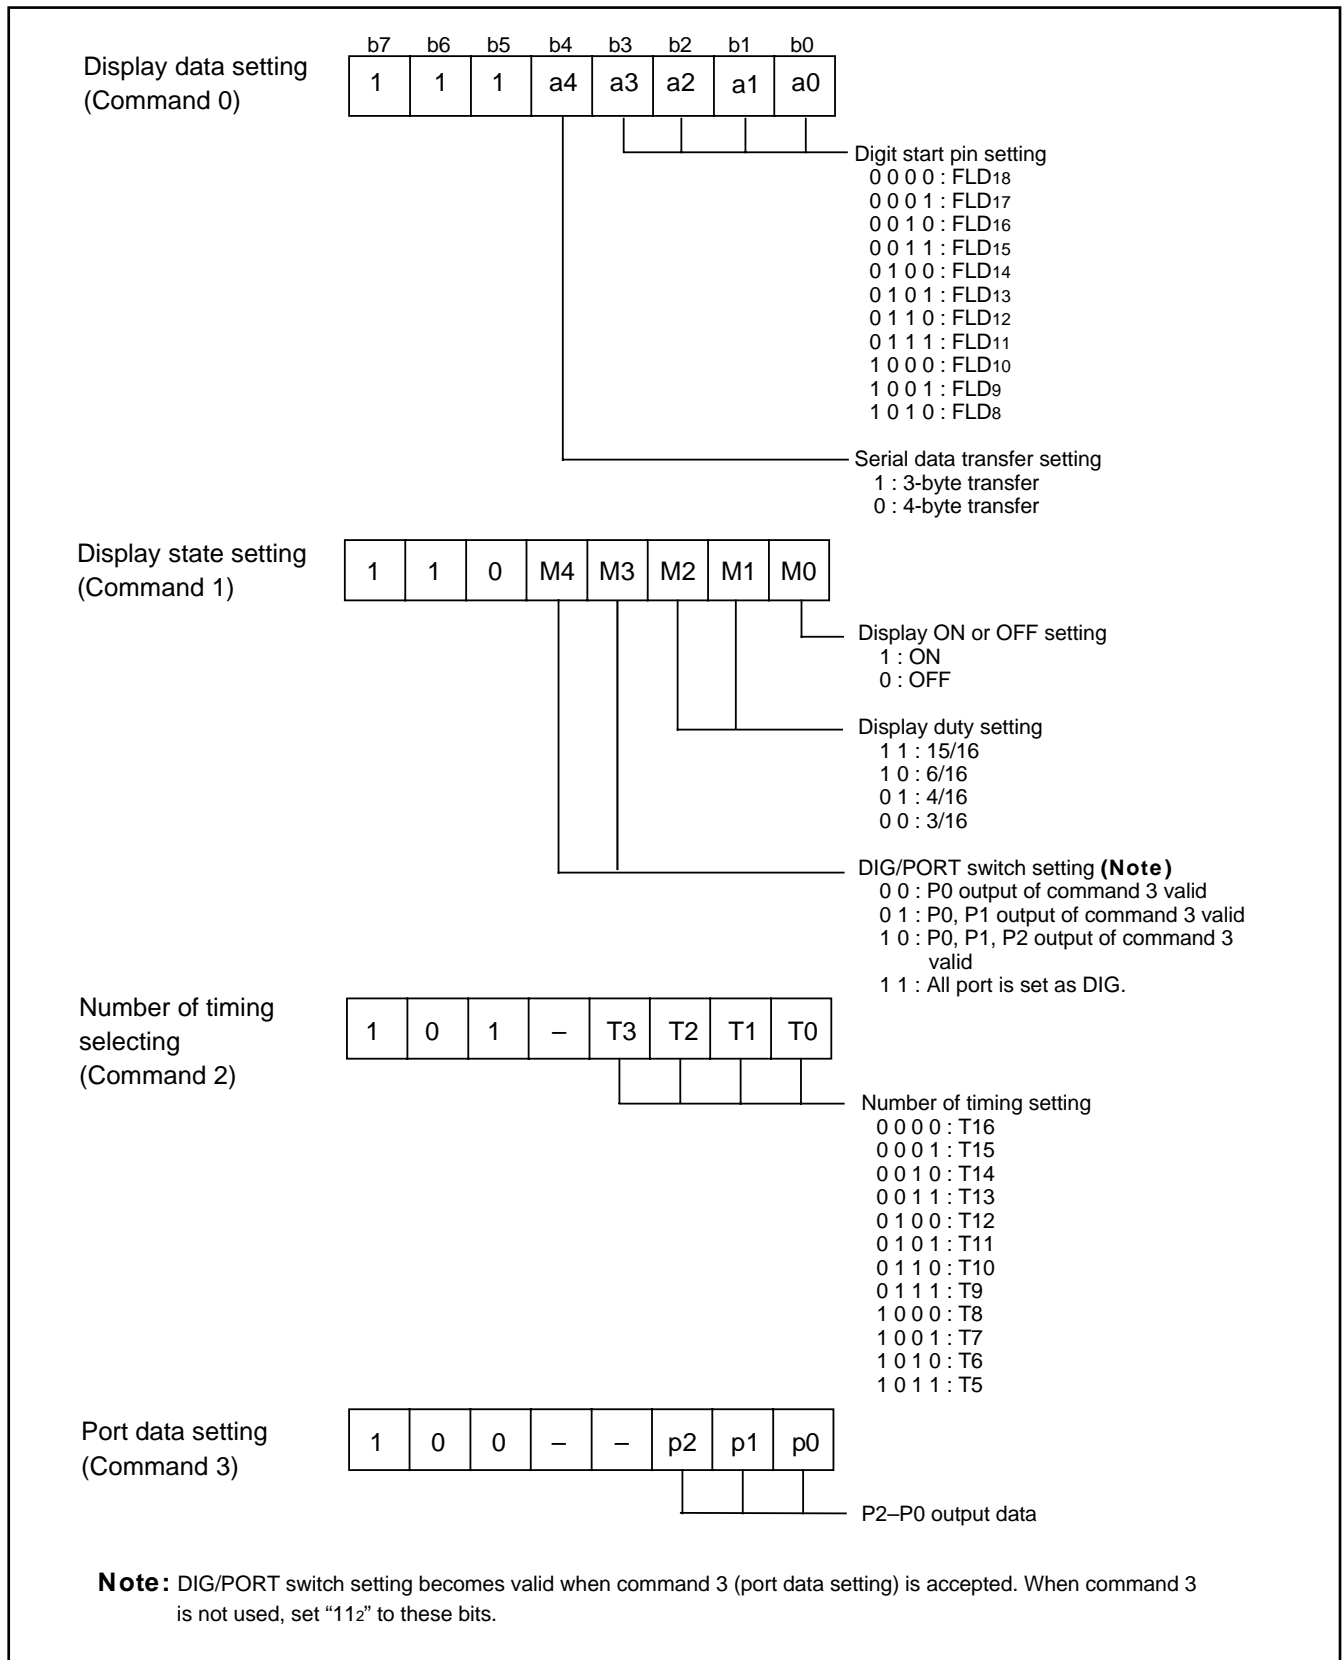 b7 b6 b5 b4 b3 b2 b1 b0
Display data setting
(Command 0)
1 1 1 a4 a3 a2 a1 a0
Digit start pin setting
0 0 0 0 : FLD18
0 0 0 1 : FLD17
0 0 1 0 : FLD16
0 0 1 1 : FLD15
0 1 0 0 : FLD14
0 1 0 1 : FLD13
0 1 1 0 : FLD12
0 1 1 1 : FLD11
1 0 0 0 : FLD10
1 0 0 1 : FLD9
1 0 1 0 : FLD8
Serial data transfer setting
1 : 3-byte transfer
0 : 4-byte transfer
Display state setting
(Command 1)
1 1 0 M4 M3 M2 M1 M0
Display ON or OFF setting
1 : ON
0 : OFF
Display duty setting
1 1 : 15/16
1 0 : 6/16
0 1 : 4/16
0 0 : 3/16
DIG/PORT switch setting (Note)
0 0 : P0 output of command 3 valid
0 1 : P0, P1 output of command 3 valid
1 0 : P0, P1, P2 output of command 3
valid
1 1 : All port is set as DIG.
Number of timing
selecting
(Command 2)
1 0 1 – T3 T2 T1 T0
Number of timing setting
0 0 0 0 : T16
0 0 0 1 : T15
0 0 1 0 : T14
0 0 1 1 : T13
0 1 0 0 : T12
0 1 0 1 : T11
0 1 1 0 : T10
0 1 1 1 : T9
1 0 0 0 : T8
1 0 0 1 : T7
1 0 1 0 : T6
1 0 1 1 : T5
Port data setting
(Command 3)
1 0 0 – – p2 p1 p0
P2–P0 output data
Note: DIG/PORT switch setting becomes valid when command 3 (port data setting) is accepted. When command 3
is not used, set “112” to these bits.